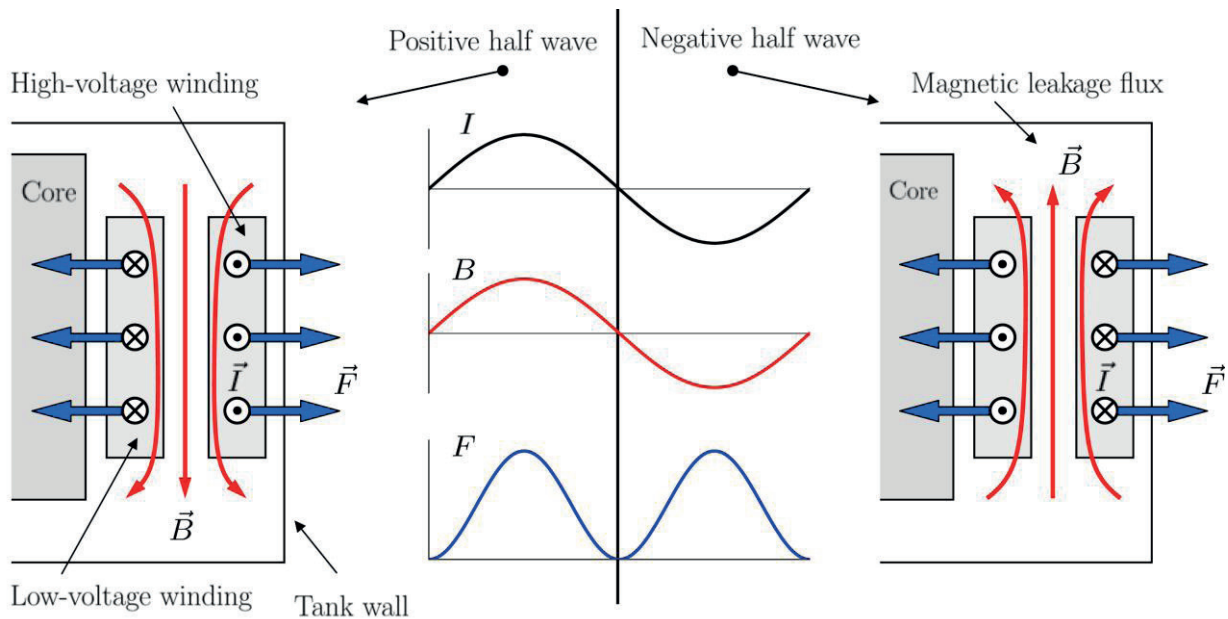 Positive half wave
Negative half wave
High-voltage winding
Magnetic leakage flux
I
Core
B⃗
I⃗
F⃗
B⃗
Low-voltage winding
Tank wall
B
F
B⃗
Core
I⃗
F⃗